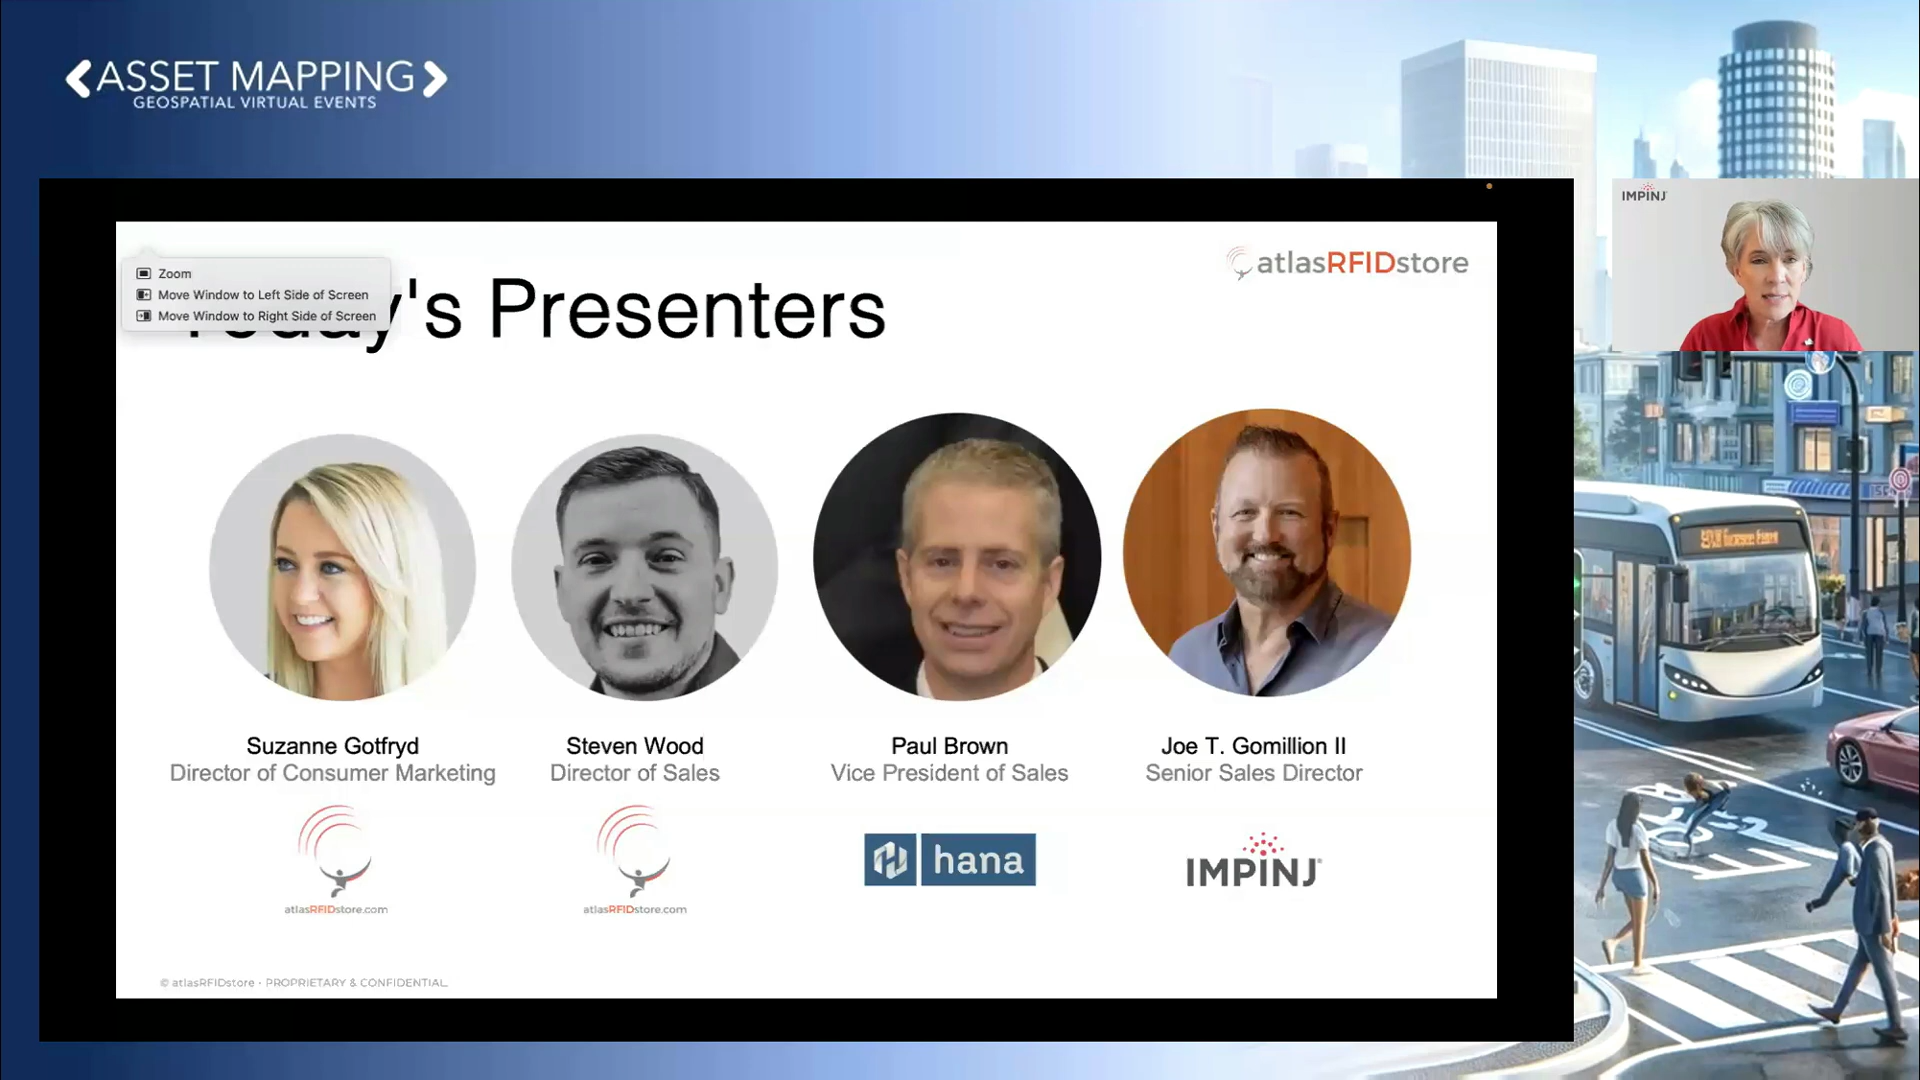 ASSET MAPPING
GEOSPATIAL VIRTUAL EVENTS
IMPINJ
atlasRFIDstore
Zoom
Move Window to Left Side of Screen
Move Window to Right Side of Screen
Today's Presenters
Suzanne Gotfryd
Director of Consumer Marketing
atlasRFIDstore.com
Steven Wood
Director of Sales
atlasRFIDstore.com
Paul Brown
Vice President of Sales
hana
Joe T. Gomillion II
Senior Sales Director
IMPINJ
© atlasRFIDstore · PROPRIETARY & CONFIDENTIAL